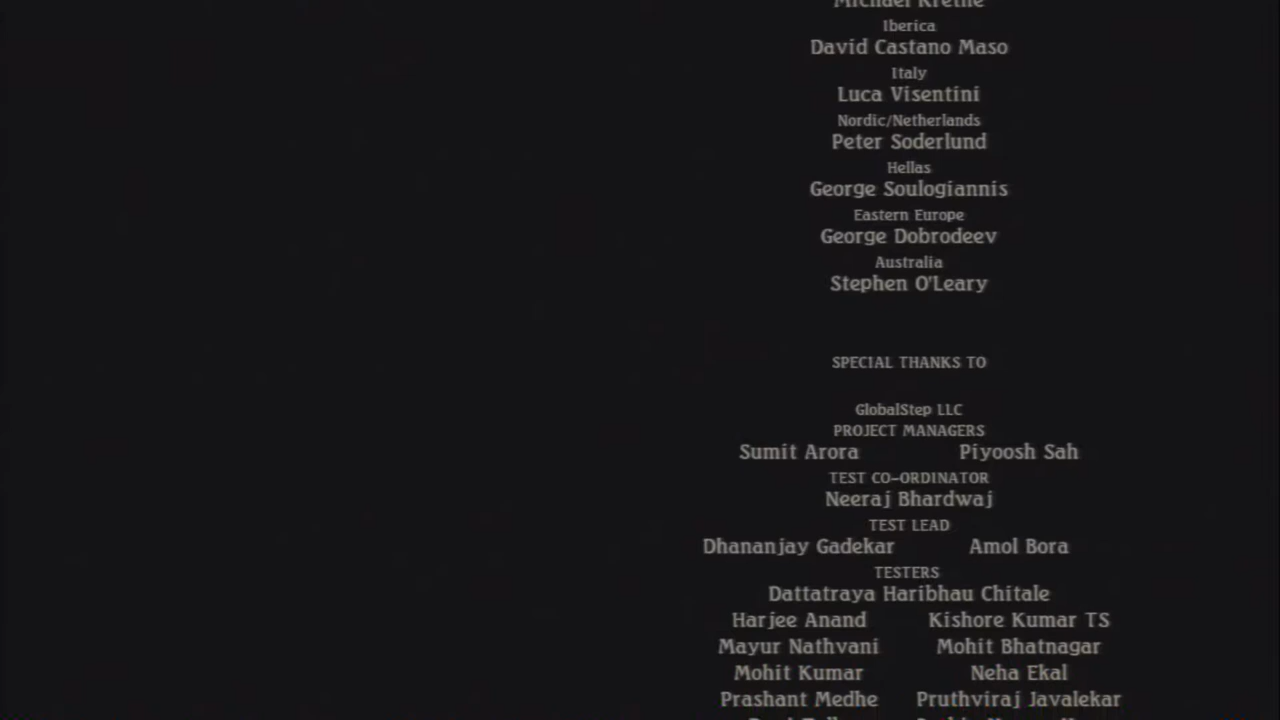 Michael Krethe
Iberica
David Castano Maso
Italy
Luca Visentini
Nordic/Netherlands
Peter Soderlund
Hellas
George Soulogiannis
Eastern Europe
George Dobrodeev
Australia
Stephen O'Leary
SPECIAL THANKS TO
GlobalStep LLC
PROJECT MANAGERS
Sumit Arora Piyoosh Sah
TEST CO-ORDINATOR
Neeraj Bhardwaj
TEST LEAD
Dhananjay Gadekar Amol Bora
TESTERS
Dattatraya Haribhau Chitale
Harjee Anand Kishore Kumar TS
Mayur Nathvani Mohit Bhatnagar
Mohit Kumar Neha Ekal
Prashant Medhe Pruthviraj Javalekar